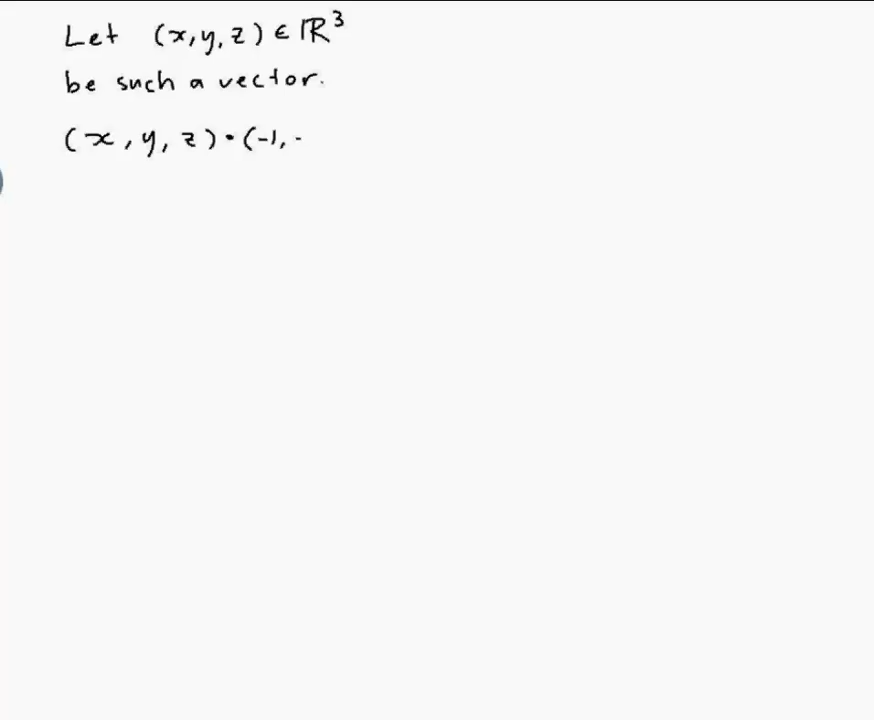 Let (x, y, z) ∈ ℝ³
be such a vector.
(x, y, z) · (-1, -